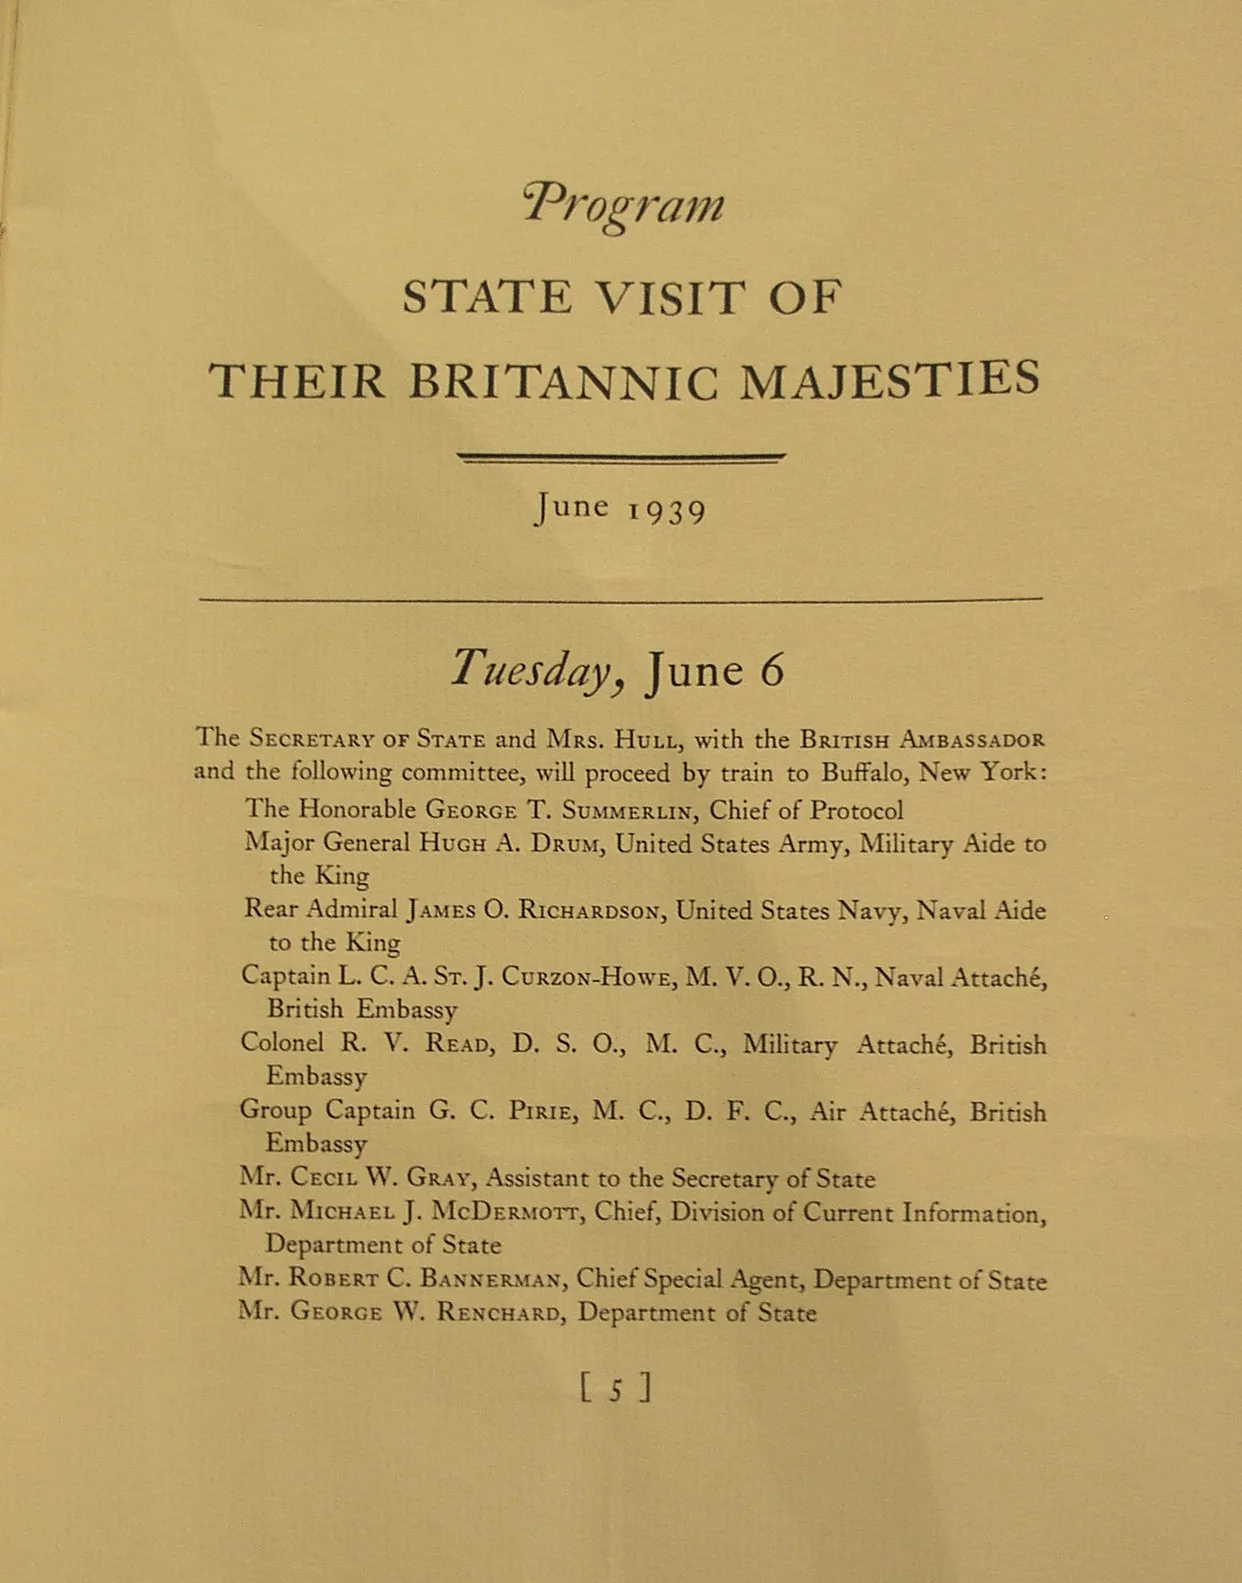 Program
STATE VISIT OF
THEIR BRITANNIC MAJESTIES
June 1939
Tuesday, June 6
The SECRETARY OF STATE and MRS. HULL, with the BRITISH AMBASSADOR
and the following committee, will proceed by train to Buffalo, New York:
The Honorable GEORGE T. SUMMERLIN, Chief of Protocol
Major General HUGH A. DRUM, United States Army, Military Aide to
the King
Rear Admiral JAMES O. RICHARDSON, United States Navy, Naval Aide
to the King
Captain L. C. A. ST. J. CURZON-HOWE, M. V. O., R. N., Naval Attaché,
British Embassy
Colonel R. V. READ, D. S. O., M. C., Military Attaché, British
Embassy
Group Captain G. C. PIRIE, M. C., D. F. C., Air Attaché, British
Embassy
Mr. CECIL W. GRAY, Assistant to the Secretary of State
Mr. MICHAEL J. MCDERMOTT, Chief, Division of Current Information,
Department of State
Mr. ROBERT C. BANNERMAN, Chief Special Agent, Department of State
Mr. GEORGE W. RENCHARD, Department of State
[ 5 ]